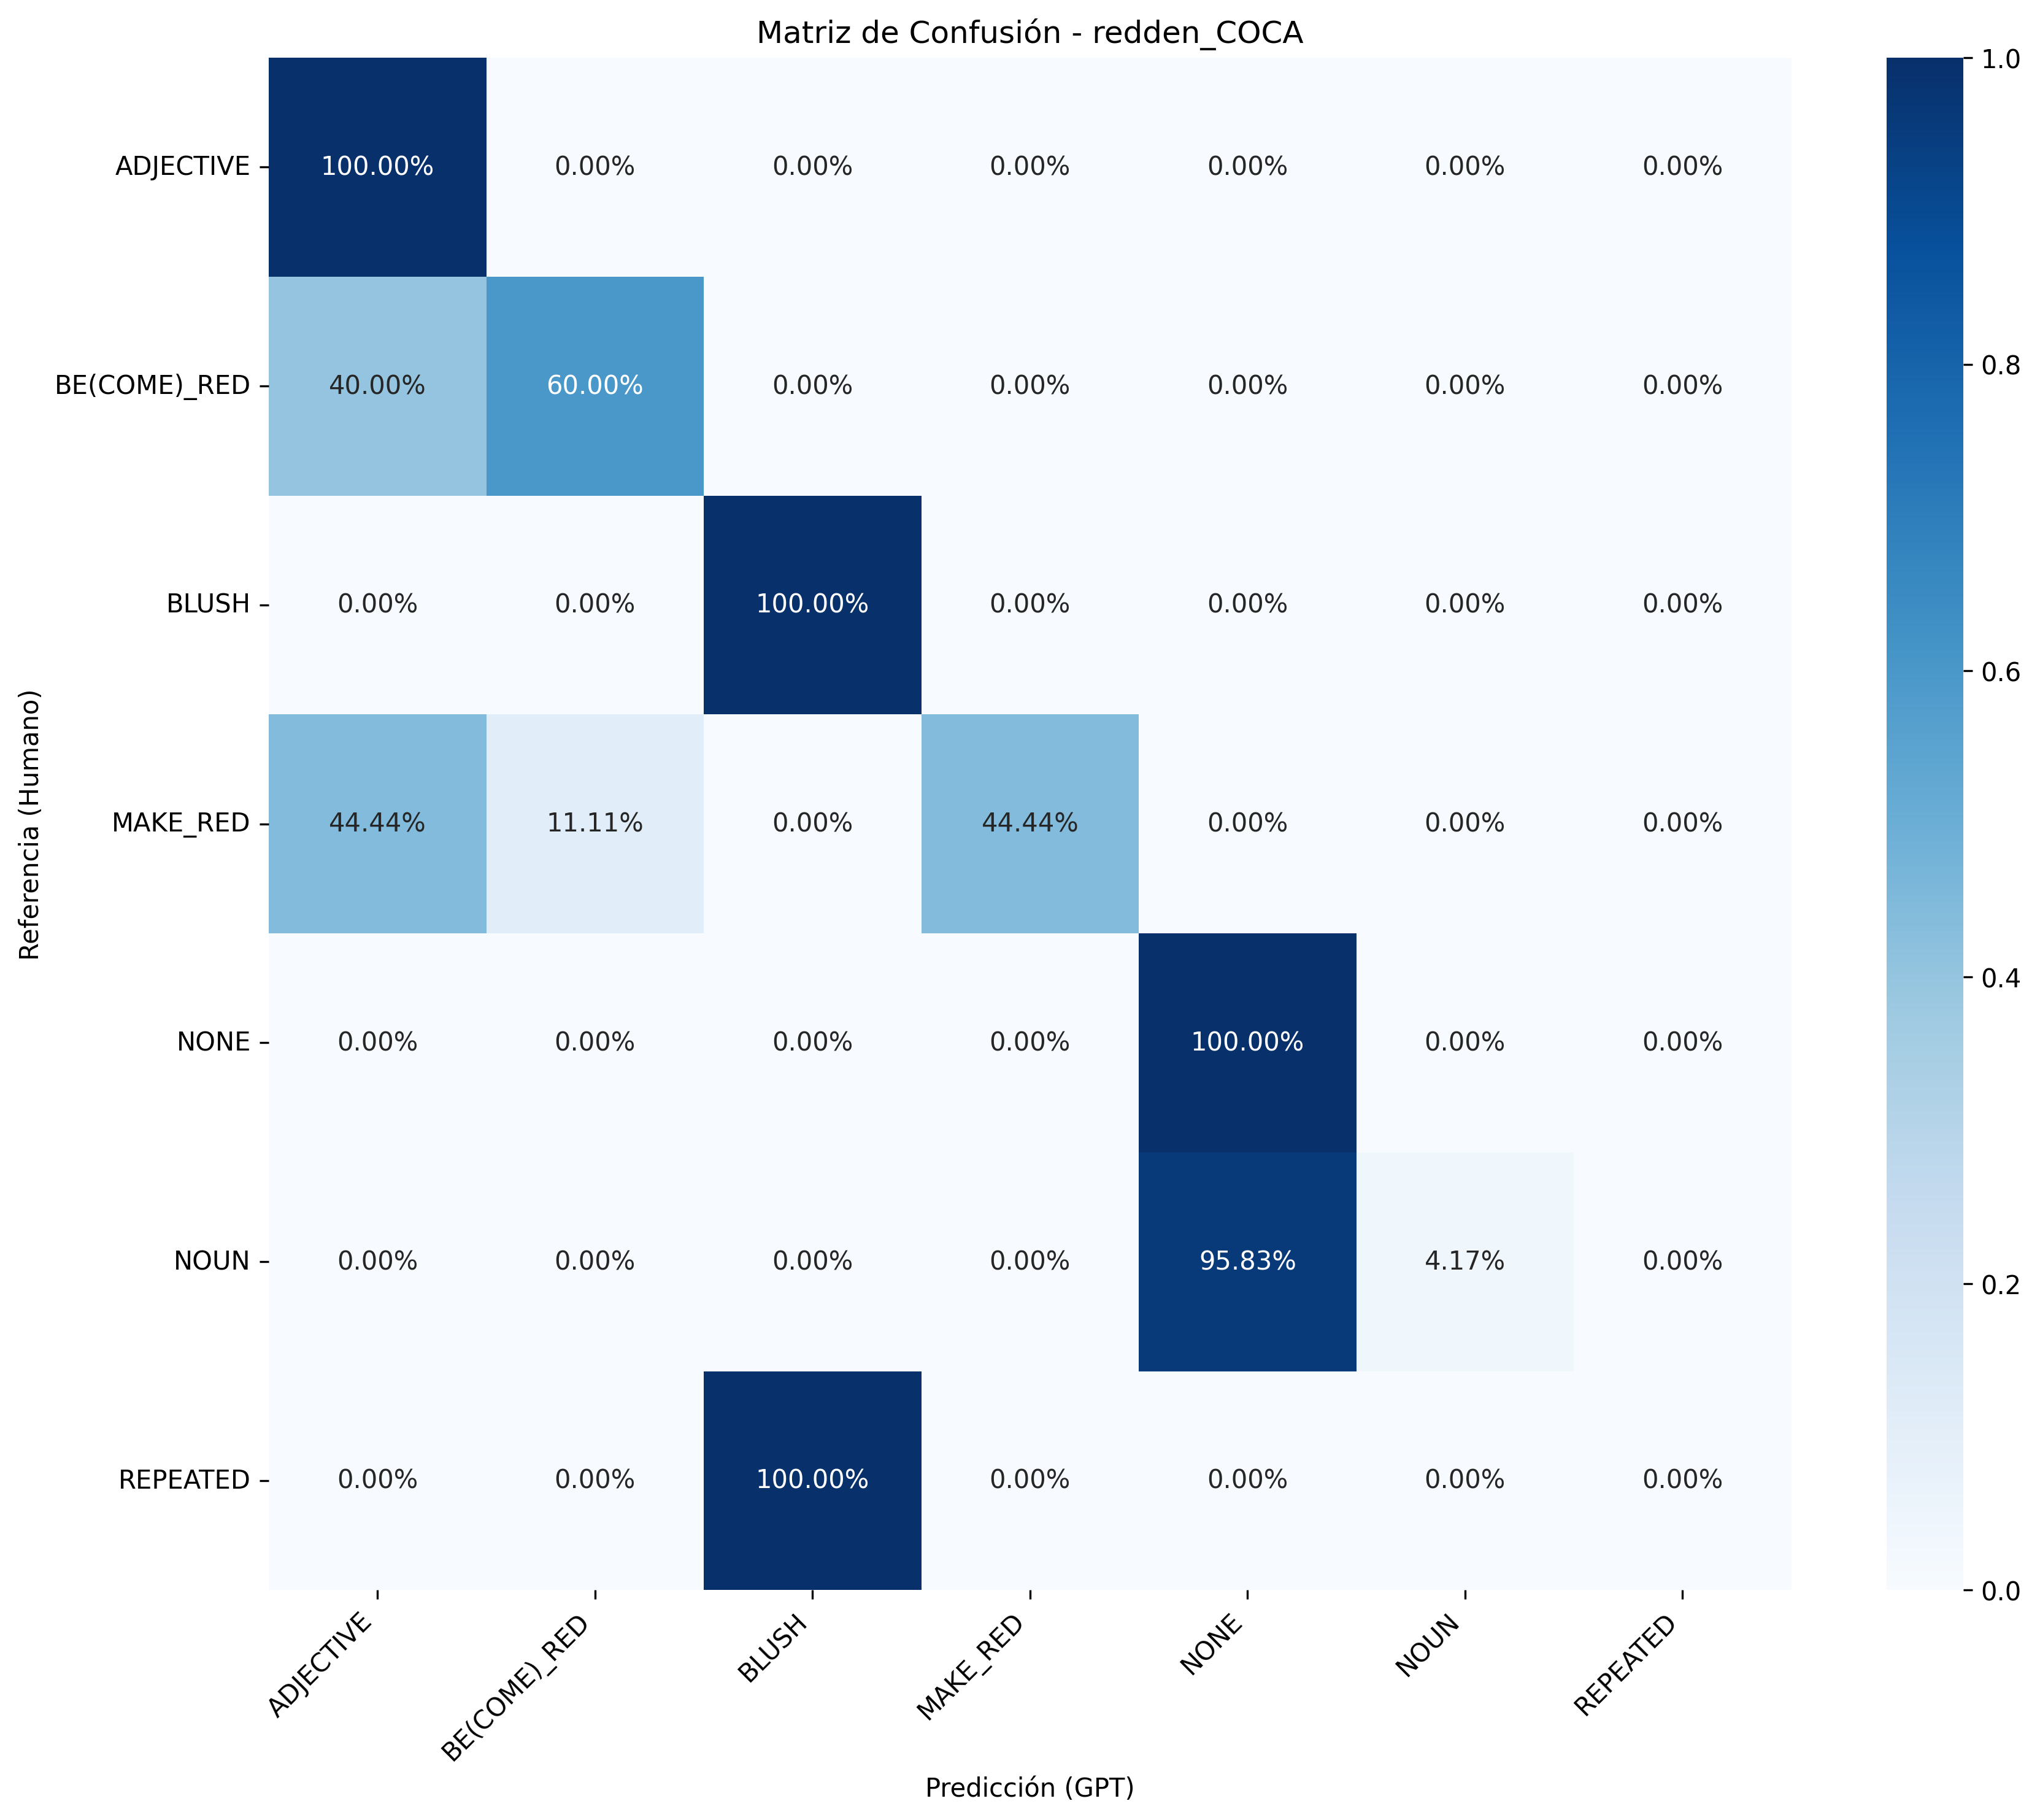 Matriz de Confusión - redden_COCA
1.0
ADJECTIVE 100.00% 0.00% 0.00% 0.00% 0.00% 0.00% 0.00%
0.8
BE(COME)_RED 40.00% 60.00% 0.00% 0.00% 0.00% 0.00% 0.00%
BLUSH 0.00% 0.00% 100.00% 0.00% 0.00% 0.00% 0.00%
0.6
Referencia (Humano)
MAKE_RED 44.44% 11.11% 0.00% 44.44% 0.00% 0.00% 0.00%
0.4
NONE 0.00% 0.00% 0.00% 0.00% 100.00% 0.00% 0.00%
NOUN 0.00% 0.00% 0.00% 0.00% 95.83% 4.17% 0.00%
0.2
REPEATED 0.00% 0.00% 100.00% 0.00% 0.00% 0.00% 0.00%
0.0
ADJECTIVE BE(COME)_RED BLUSH MAKE_RED NONE NOUN REPEATED
Predicción (GPT)